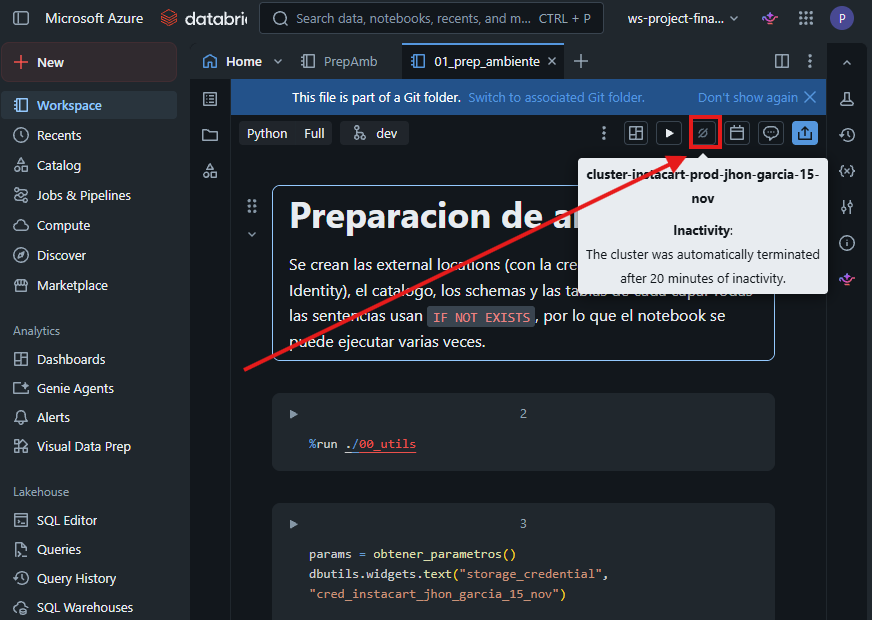 Microsoft Azure
databri
Search data, notebooks, recents, and m...
CTRL + P
ws-project-fina...
P
New
Workspace
Recents
Catalog
Jobs & Pipelines
Compute
Discover
Marketplace
Analytics
Dashboards
Genie Agents
Alerts
Visual Data Prep
Lakehouse
SQL Editor
Queries
Query History
SQL Warehouses
Home
PrepAmb
01_prep_ambiente
This file is part of a Git folder. Switch to associated Git folder. Don't show again
Python Full dev
cluster-instacart-prod-jhon-garcia-15-
nov
Inactivity:
The cluster was automatically terminated
after 20 minutes of inactivity.
Preparacion de
Se crean las external locations (con la
Identity), el catalogo, los schemas y las
las sentencias usan IF NOT EXISTS, por lo que el notebook se
puede ejecutar varias veces.
2
%run ./00_utils
3
params = obtener_parametros()
dbutils.widgets.text("storage_credential",
"cred_instacart_jhon_garcia_15_nov")